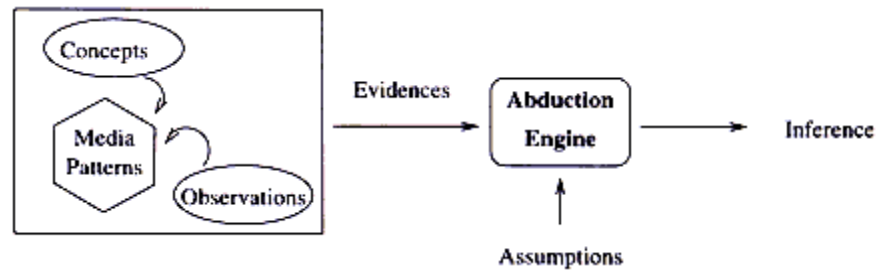 Concepts
Media
Patterns
Observations
Evidences
Abduction
Engine
Assumptions
Inference